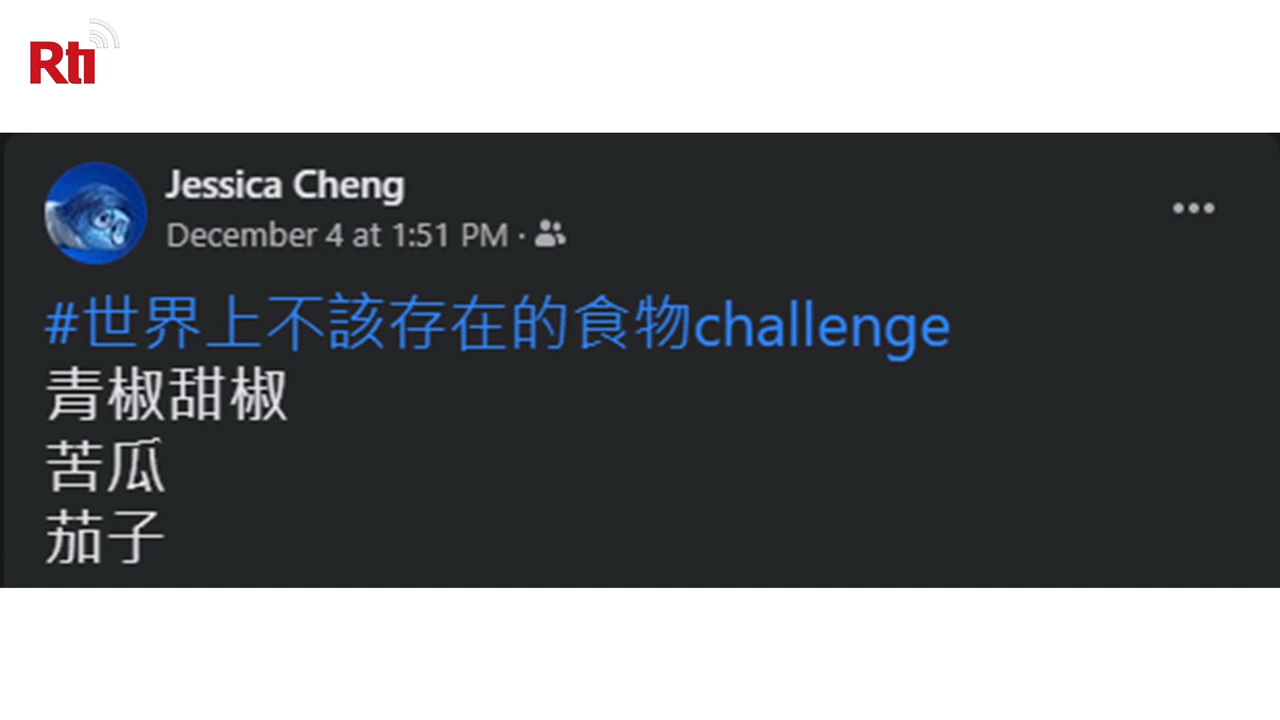 Rti
Jessica Cheng
December 4 at 1:51 PM ·
#世界上不該存在的食物challenge
青椒甜椒
苦瓜
茄子